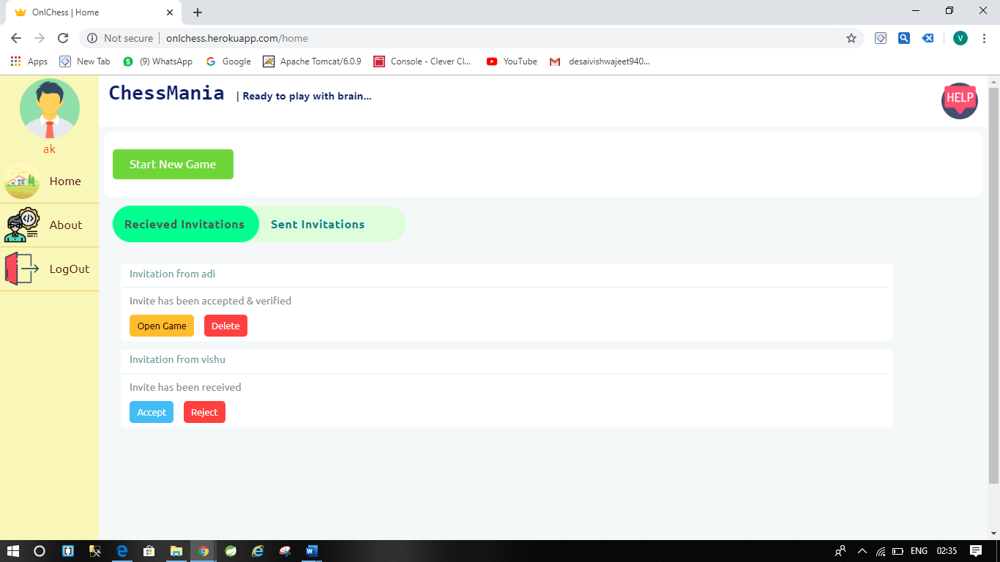 OnlChess | Home
Not secure | onlchess.herokuapp.com/home
V
Apps
New Tab
5
(9) WhatsApp
Google
Apache Tomcat/6.0.9
Console - Clever Cl...
YouTube
desaivishwajeet940...
ChessMania | Ready to play with brain...
HELP
ak
Home
About
LogOut
Start New Game
Recieved Invitations
Sent Invitations
Invitation from adi
Invite has been accepted & verified
Open Game
Delete
Invitation from vishu
Invite has been received
Accept
Reject
ENG
02:35